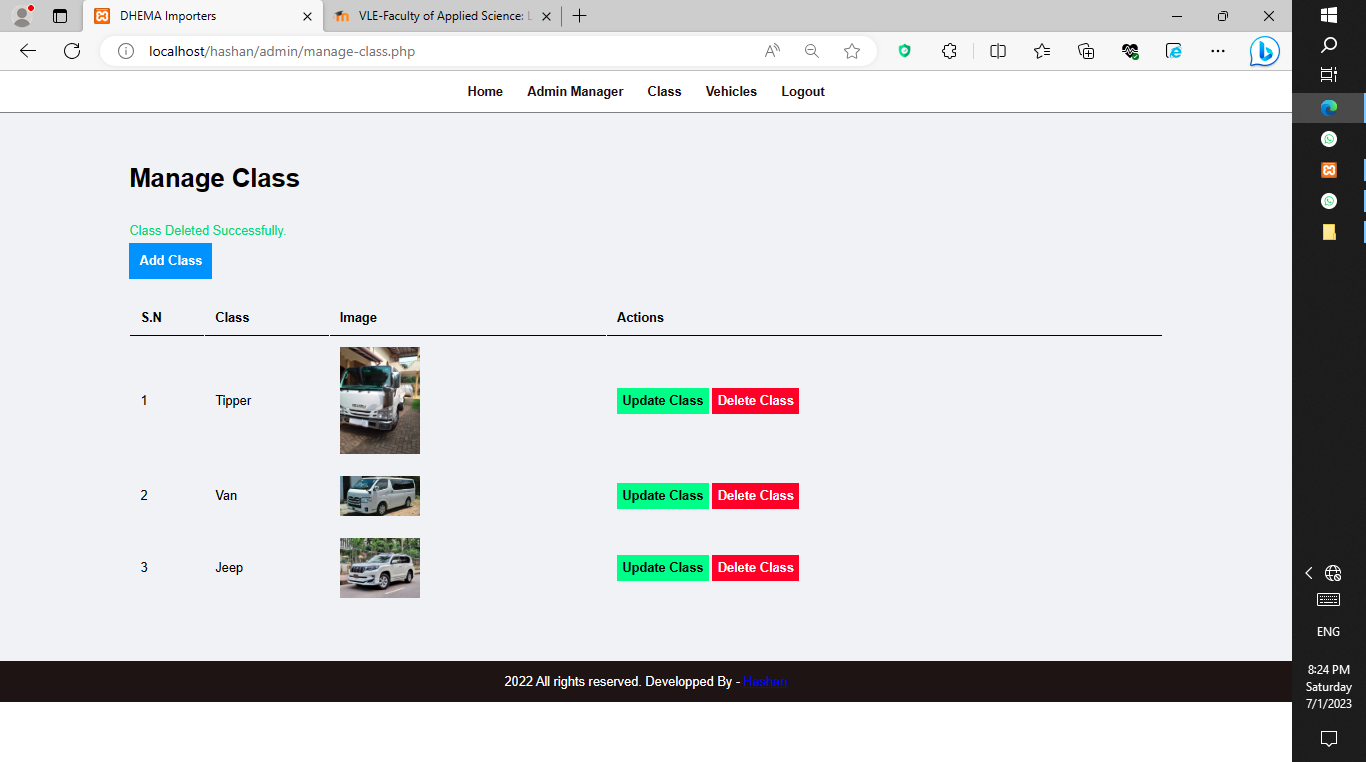 DHEMA Importers
VLE-Faculty of Applied Science: L
localhost/hashan/admin/manage-class.php
Home Admin Manager Class Vehicles Logout
Manage Class
Class Deleted Successfully.
Add Class
S.N Class Image Actions
1 Tipper Update Class Delete Class
2 Van Update Class Delete Class
3 Jeep Update Class Delete Class
2022 All rights reserved. Developped By - Hashan
ENG
8:24 PM
Saturday
7/1/2023